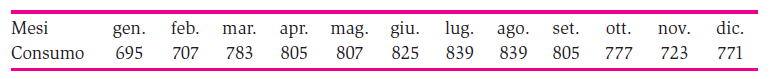 Mesi gen. feb. mar. apr. mag. giu. lug. ago. set. ott. nov. dic.
Consumo 695 707 783 805 807 825 839 839 805 777 723 771